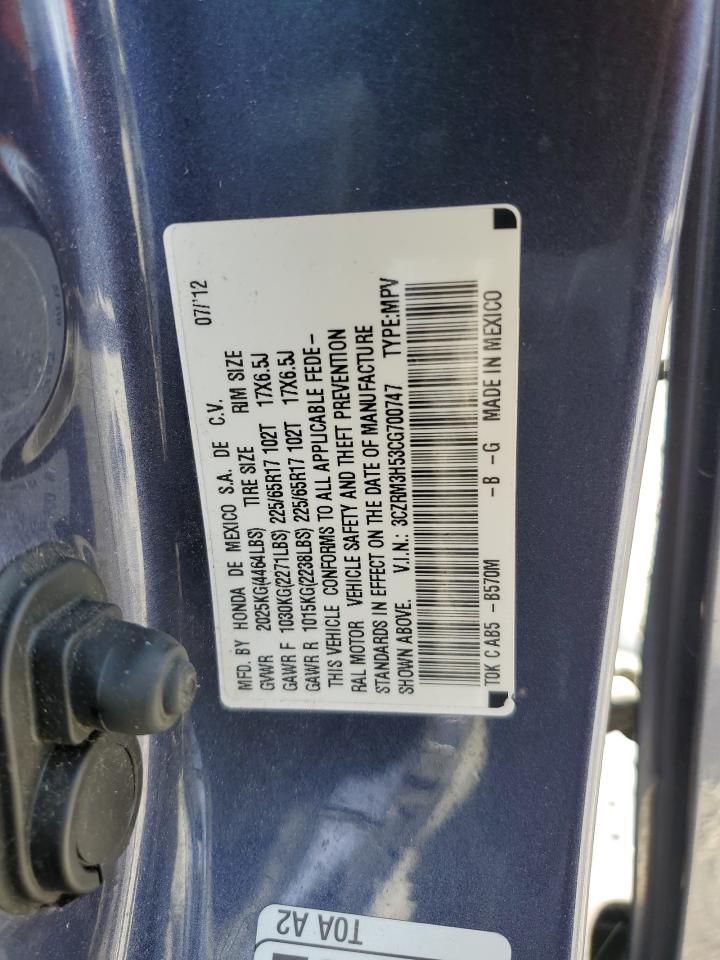 MFD. BY HONDA DE MEXICO S.A. DE C.V. 07/'12
TIRE SIZE RIM SIZE
GVWR 2025KG(4464LBS)
GAWR F 1030KG(2271LBS) 225/65R17 102T 17X6.5J
GAWR R 1015KG(2238LBS) 225/65R17 102T 17X6.5J
THIS VEHICLE CONFORMS TO ALL APPLICABLE FEDE-
RAL MOTOR VEHICLE SAFETY AND THEFT PREVENTION
STANDARDS IN EFFECT ON THE DATE OF MANUFACTURE
SHOWN ABOVE. V.I.N.: 3CZRM3H53CG700747 TYPE:MPV
T0K C AB5 -B570M -B -G MADE IN MEXICO
T0A A2